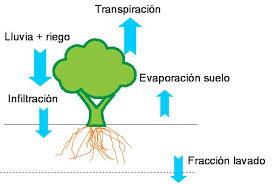 Transpiración
Lluvia + riego
Evaporación suelo
Infiltración
Fracción lavado